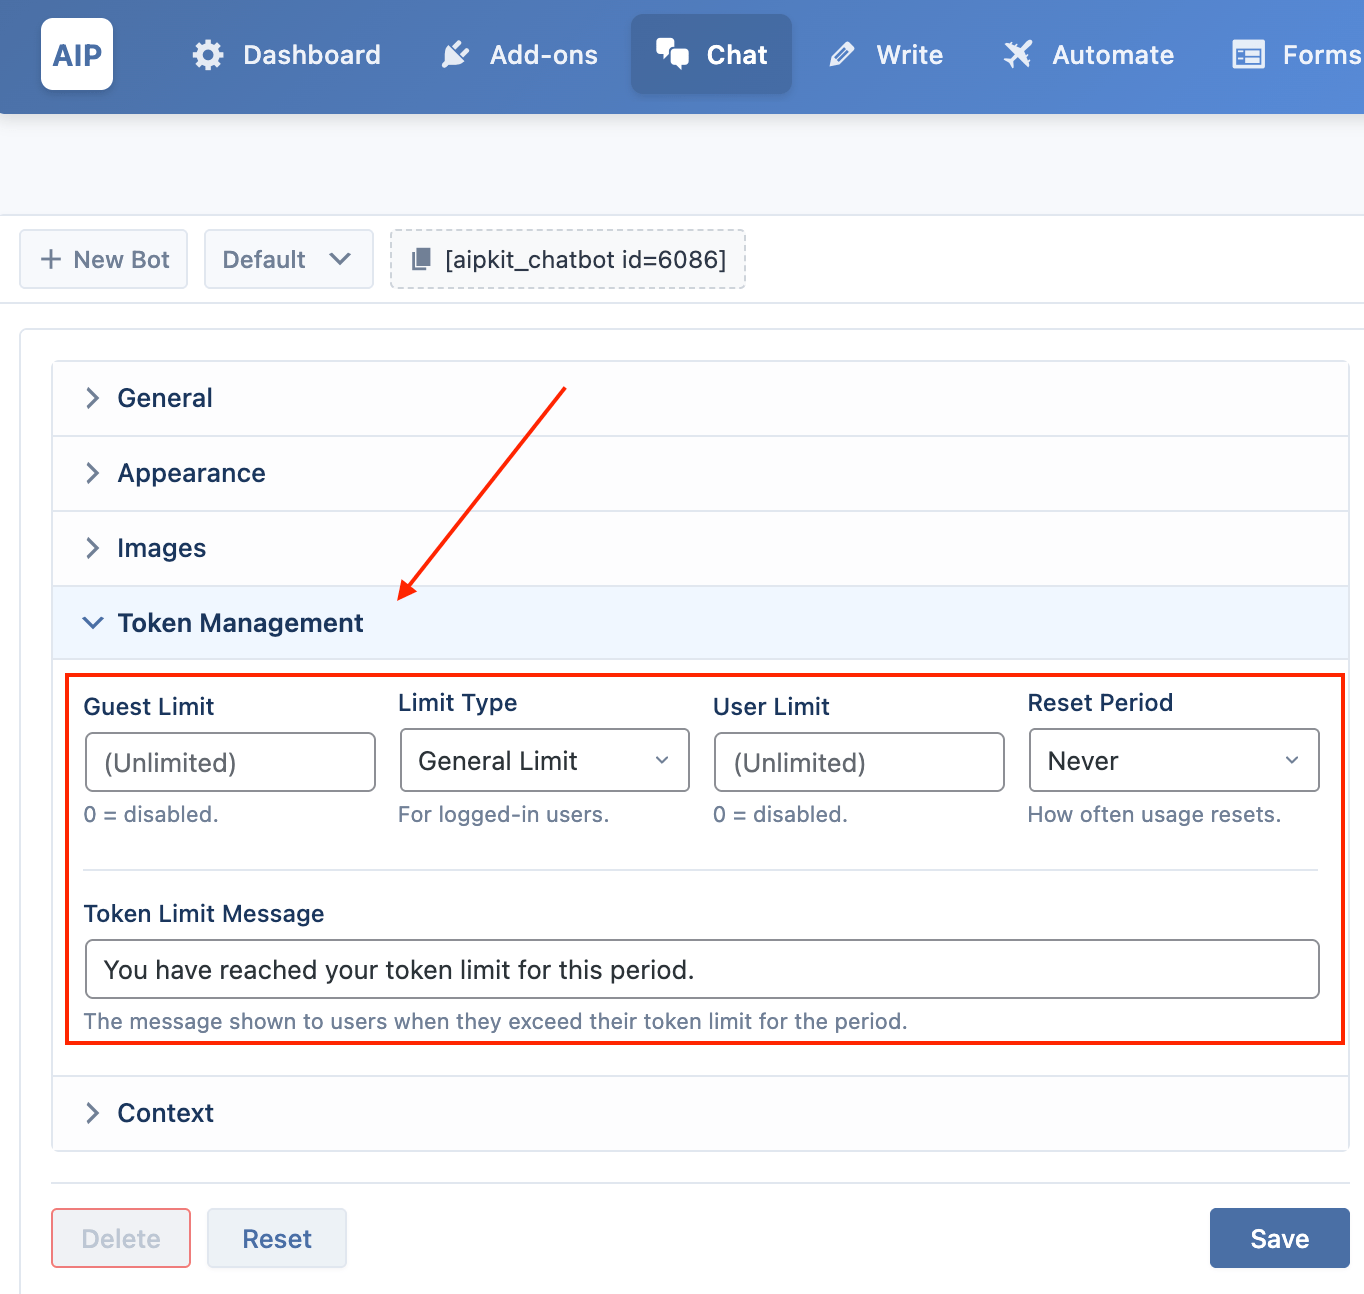 AIP Dashboard Add-ons Chat Write Automate Forms
+ New Bot Default [aipkit_chatbot id=6086]
General
Appearance
Images
Token Management
Guest Limit Limit Type User Limit Reset Period
(Unlimited) General Limit (Unlimited) Never
0 = disabled. For logged-in users. 0 = disabled. How often usage resets.
Token Limit Message
You have reached your token limit for this period.
The message shown to users when they exceed their token limit for the period.
Context
Delete Reset Save